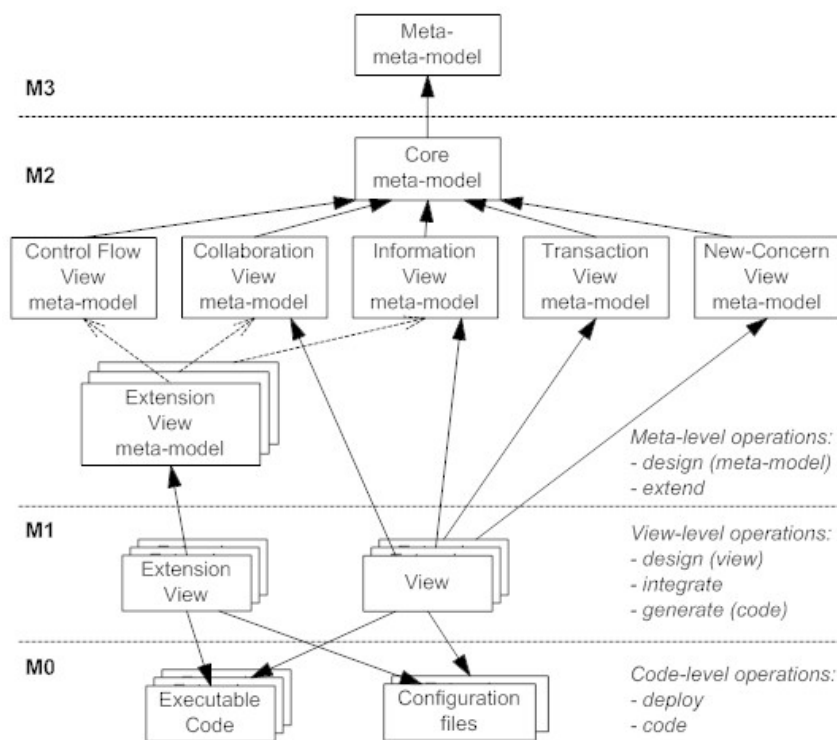 Meta-
meta-model
M3
M2
Core
meta-model
Control Flow
View
meta-model
Collaboration
View
meta-model
Information
View
meta-model
Transaction
View
meta-model
New-Concern
View
meta-model
Extension
View
meta-model
Meta-level operations:
- design (meta-model)
- extend
M1
Extension
View
View
View-level operations:
- design (view)
- integrate
- generate (code)
M0
Executable
Code
Configuration
files
Code-level operations:
- deploy
- code